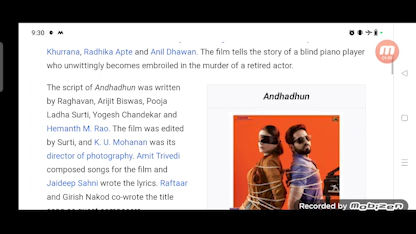 9:30
Khurrana, Radhika Apte and Anil Dhawan. The film tells the story of a blind piano player
who unwittingly becomes embroiled in the murder of a retired actor.
The script of Andhadhun was written
by Raghavan, Arijit Biswas, Pooja
Ladha Surti, Yogesh Chandekar and
Hemanth M. Rao. The film was edited
by Surti, and K. U. Mohanan was its
director of photography. Amit Trivedi
composed songs for the film and
Jaideep Sahni wrote the lyrics. Raftaar
and Girish Nakod co-wrote the title
Andhadhun
Recorded by Mobizen